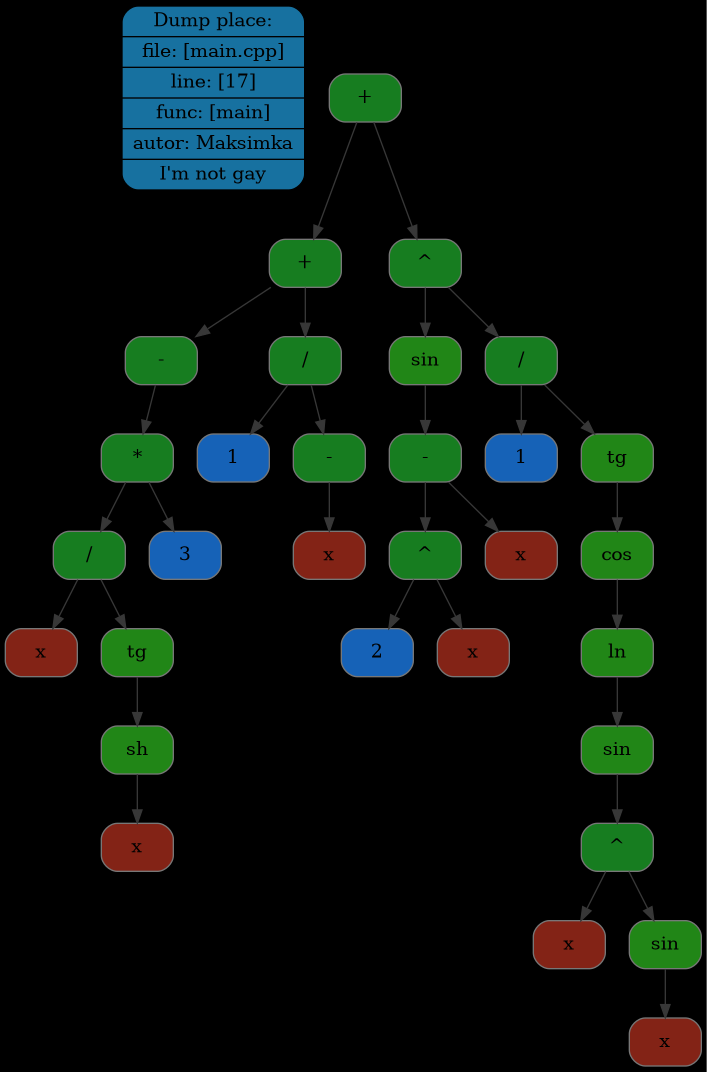 Dump place:
file: [main.cpp]
line: [17]
func: [main]
autor: Maksimka
I'm not gay
+
+
^
-
/
sin
/
*
1
-
-
1
tg
/
3
x
^
x
cos
x
tg
2
x
ln
sh
sin
x
^
x
sin
x